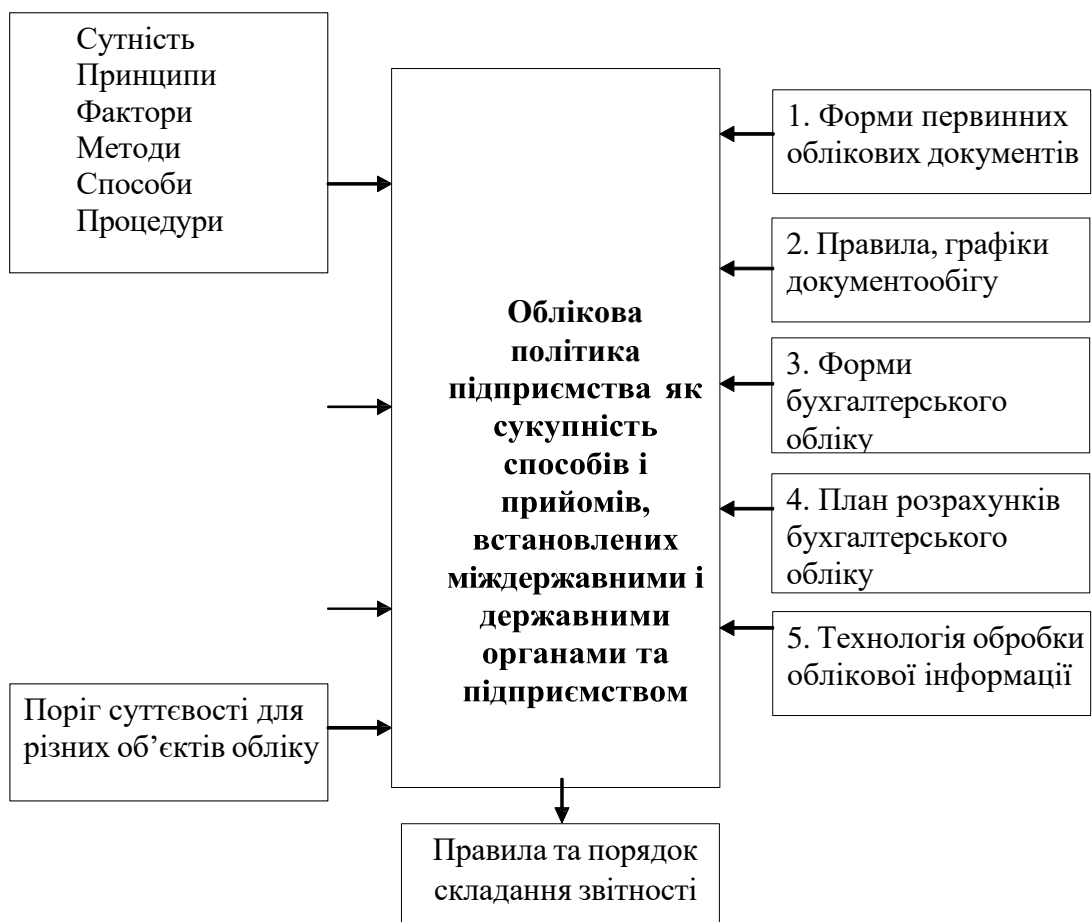 Сутність
Принципи
Фактори
Методи
Способи
Процедури
Поріг суттєвості для
різних об’єктів обліку
Облікова
політика
підприємства як
сукупність
способів і
прийомів,
встановлених
міждержавними і
державними
органами та
підприємством
1. Форми первинних
облікових документів
2. Правила, графіки
документообігу
3. Форми
бухгалтерського
обліку
4. План розрахунків
бухгалтерського
обліку
5. Технологія обробки
облікової інформації
Правила та порядок
складання звітності